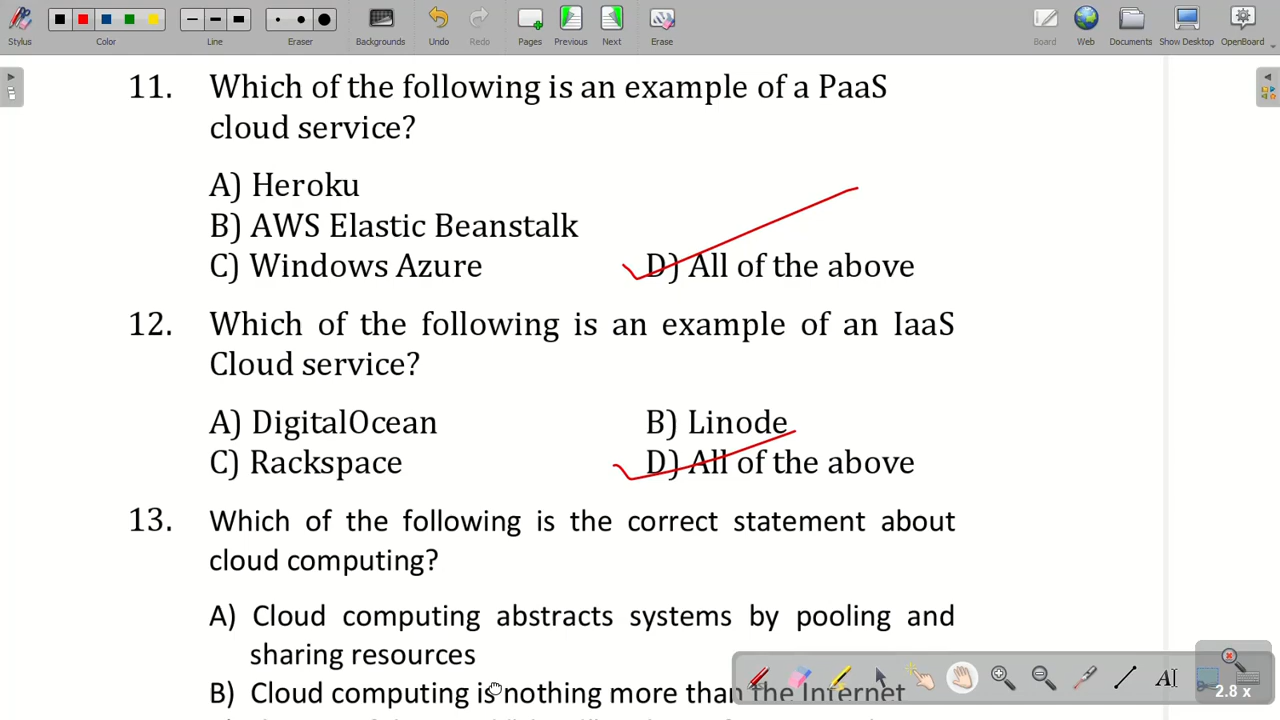 Stylus
Color
Line
Eraser
Backgrounds
Undo
Redo
Pages
Previous
Next
Erase
Board
Web
Documents
Show Desktop
OpenBoard
11. Which of the following is an example of a PaaS
cloud service?
A) Heroku
B) AWS Elastic Beanstalk
C) Windows Azure D) All of the above
12. Which of the following is an example of an IaaS
Cloud service?
A) DigitalOcean B) Linode
C) Rackspace D) All of the above
13. Which of the following is the correct statement about
cloud computing?
A) Cloud computing abstracts systems by pooling and
sharing resources
B) Cloud computing is nothing more than the Internet
2.8 x